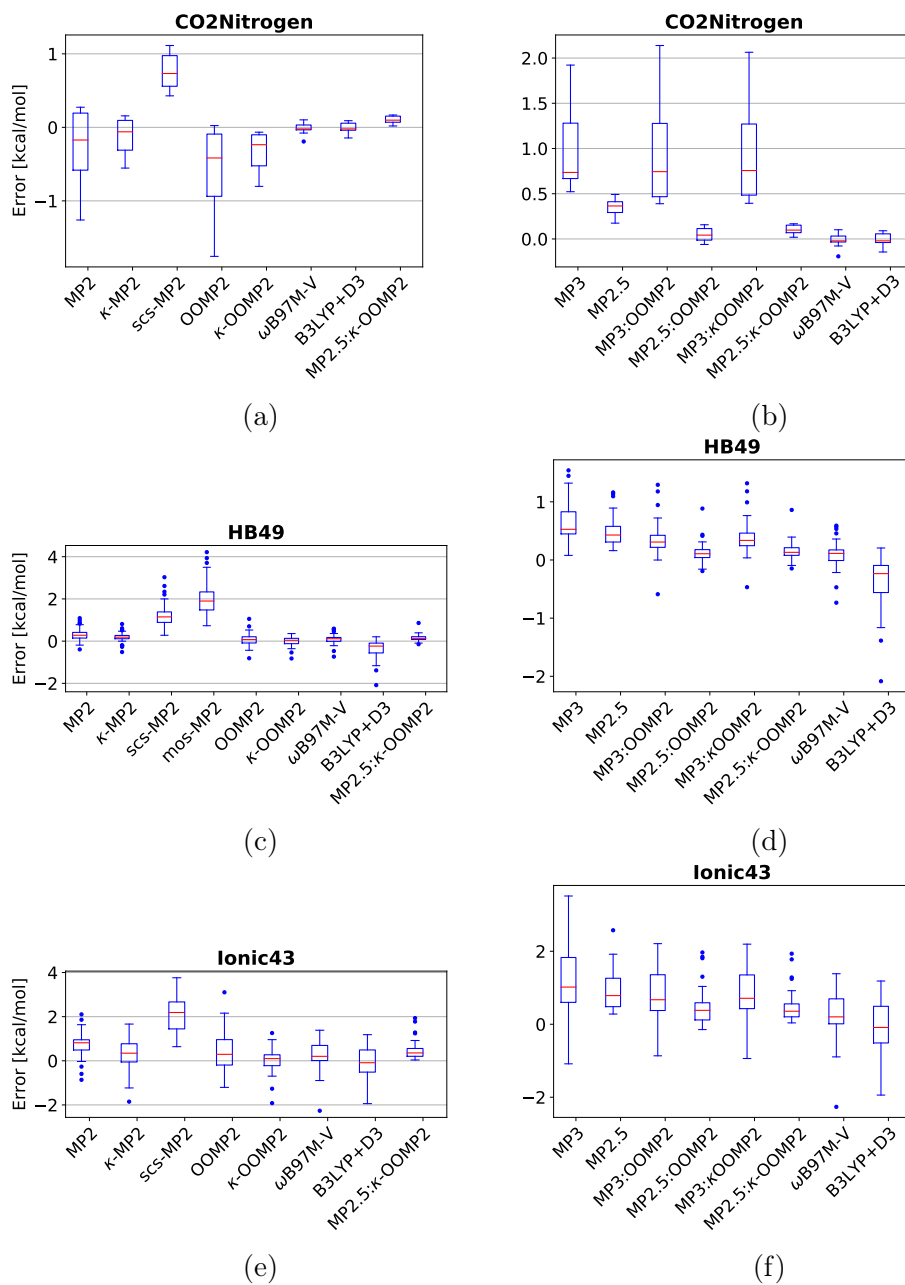 CO2Nitrogen
Error [kcal/mol]
1
0
−1
MP2
κ-MP2
scs-MP2
OOMP2
κ-OOMP2
ωB97M-V
B3LYP+D3
MP2.5:κ-OOMP2
(a)
CO2Nitrogen
2.0
1.5
1.0
0.5
0.0
MP3
MP2.5
MP3:OOMP2
MP2.5:OOMP2
MP3:κOOMP2
MP2.5:κ-OOMP2
ωB97M-V
B3LYP+D3
(b)
HB49
Error [kcal/mol]
4
2
0
−2
MP2
κ-MP2
scs-MP2
mos-MP2
OOMP2
κ-OOMP2
ωB97M-V
B3LYP+D3
MP2.5:κ-OOMP2
(c)
HB49
1
0
−1
−2
MP3
MP2.5
MP3:OOMP2
MP2.5:OOMP2
MP3:κOOMP2
MP2.5:κ-OOMP2
ωB97M-V
B3LYP+D3
(d)
Ionic43
Error [kcal/mol]
4
2
0
−2
MP2
κ-MP2
scs-MP2
OOMP2
κ-OOMP2
ωB97M-V
B3LYP+D3
MP2.5:κ-OOMP2
(e)
Ionic43
2
0
−2
MP3
MP2.5
MP3:OOMP2
MP2.5:OOMP2
MP3:κOOMP2
MP2.5:κ-OOMP2
ωB97M-V
B3LYP+D3
(f)